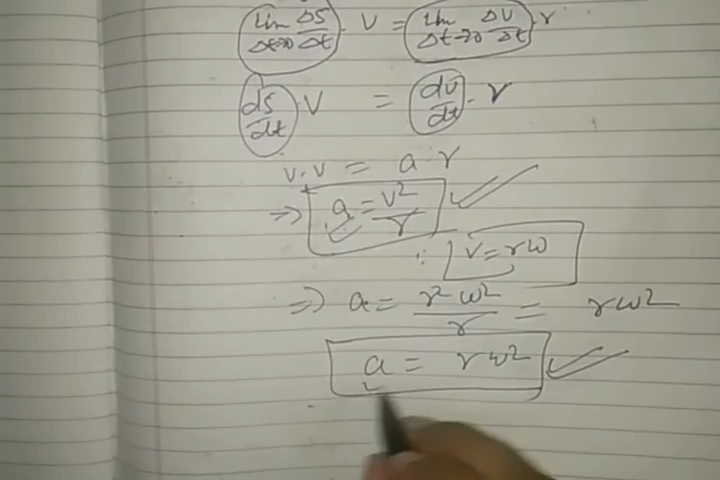 lim Δt→0 ΔS/Δt · V = lim Δt→0 ΔV/Δt · r
dS/dt · V = dv/dt · r
v.v = a.r
⇒ a = v²/r
∵ v = rω
⇒ a = r²ω²/r = rω²
a = rω²